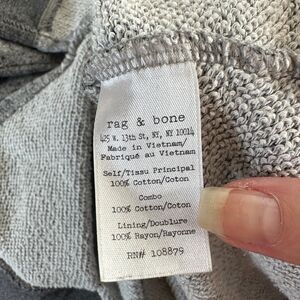 rag & bone
425 W. 13th St, NY, NY 10014
Made in Vietnam/
Fabriqué au Vietnam
Self/Tissu Principal
100% Cotton/Coton
Combo
100% Cotton/Coton
Lining/Doublure
100% Rayon/Rayonne
RN# 108879